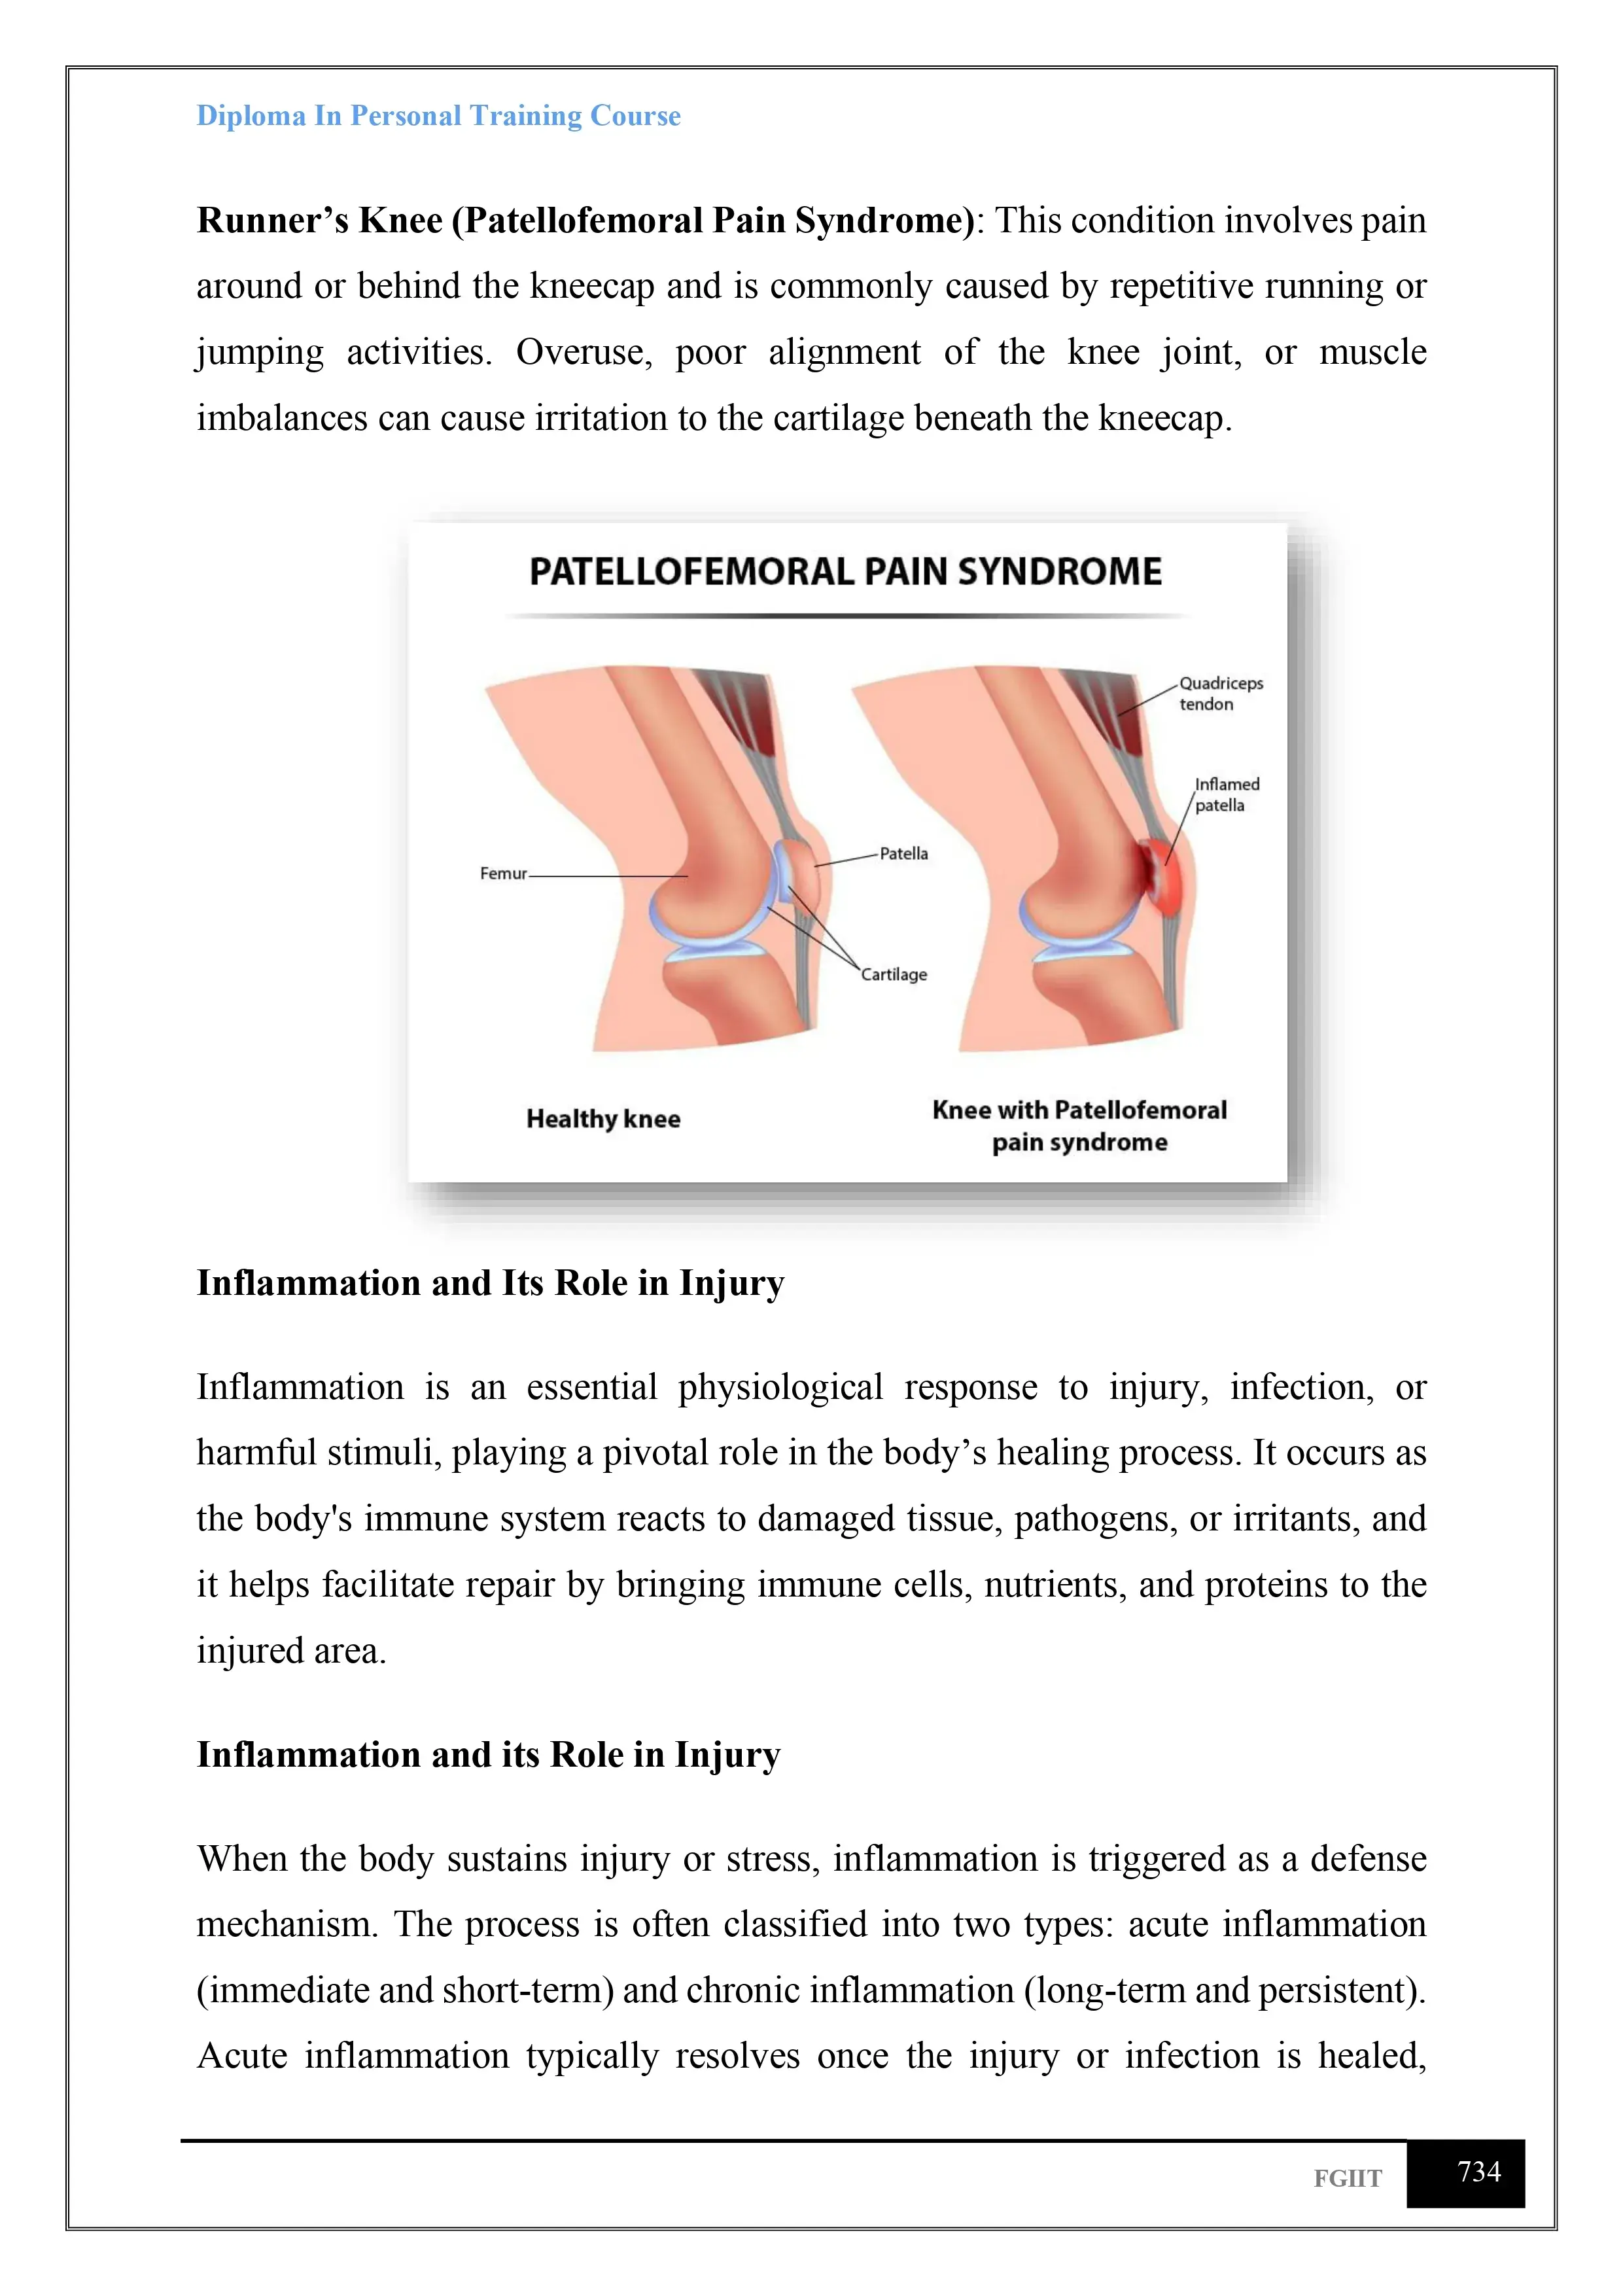 Diploma In Personal Training Course
Runner’s Knee (Patellofemoral Pain Syndrome): This condition involves pain
around or behind the kneecap and is commonly caused by repetitive running or
jumping activities. Overuse, poor alignment of the knee joint, or muscle
imbalances can cause irritation to the cartilage beneath the kneecap.
PATELLOFEMORAL PAIN SYNDROME
Quadriceps
tendon
Inflamed
patella
Patella
Femur
Cartilage
Healthy knee
Knee with Patellofemoral
pain syndrome
Inflammation and Its Role in Injury
Inflammation is an essential physiological response to injury, infection, or
harmful stimuli, playing a pivotal role in the body’s healing process. It occurs as
the body's immune system reacts to damaged tissue, pathogens, or irritants, and
it helps facilitate repair by bringing immune cells, nutrients, and proteins to the
injured area.
Inflammation and its Role in Injury
When the body sustains injury or stress, inflammation is triggered as a defense
mechanism. The process is often classified into two types: acute inflammation
(immediate and short-term) and chronic inflammation (long-term and persistent).
Acute inflammation typically resolves once the injury or infection is healed,
FGIIT
734